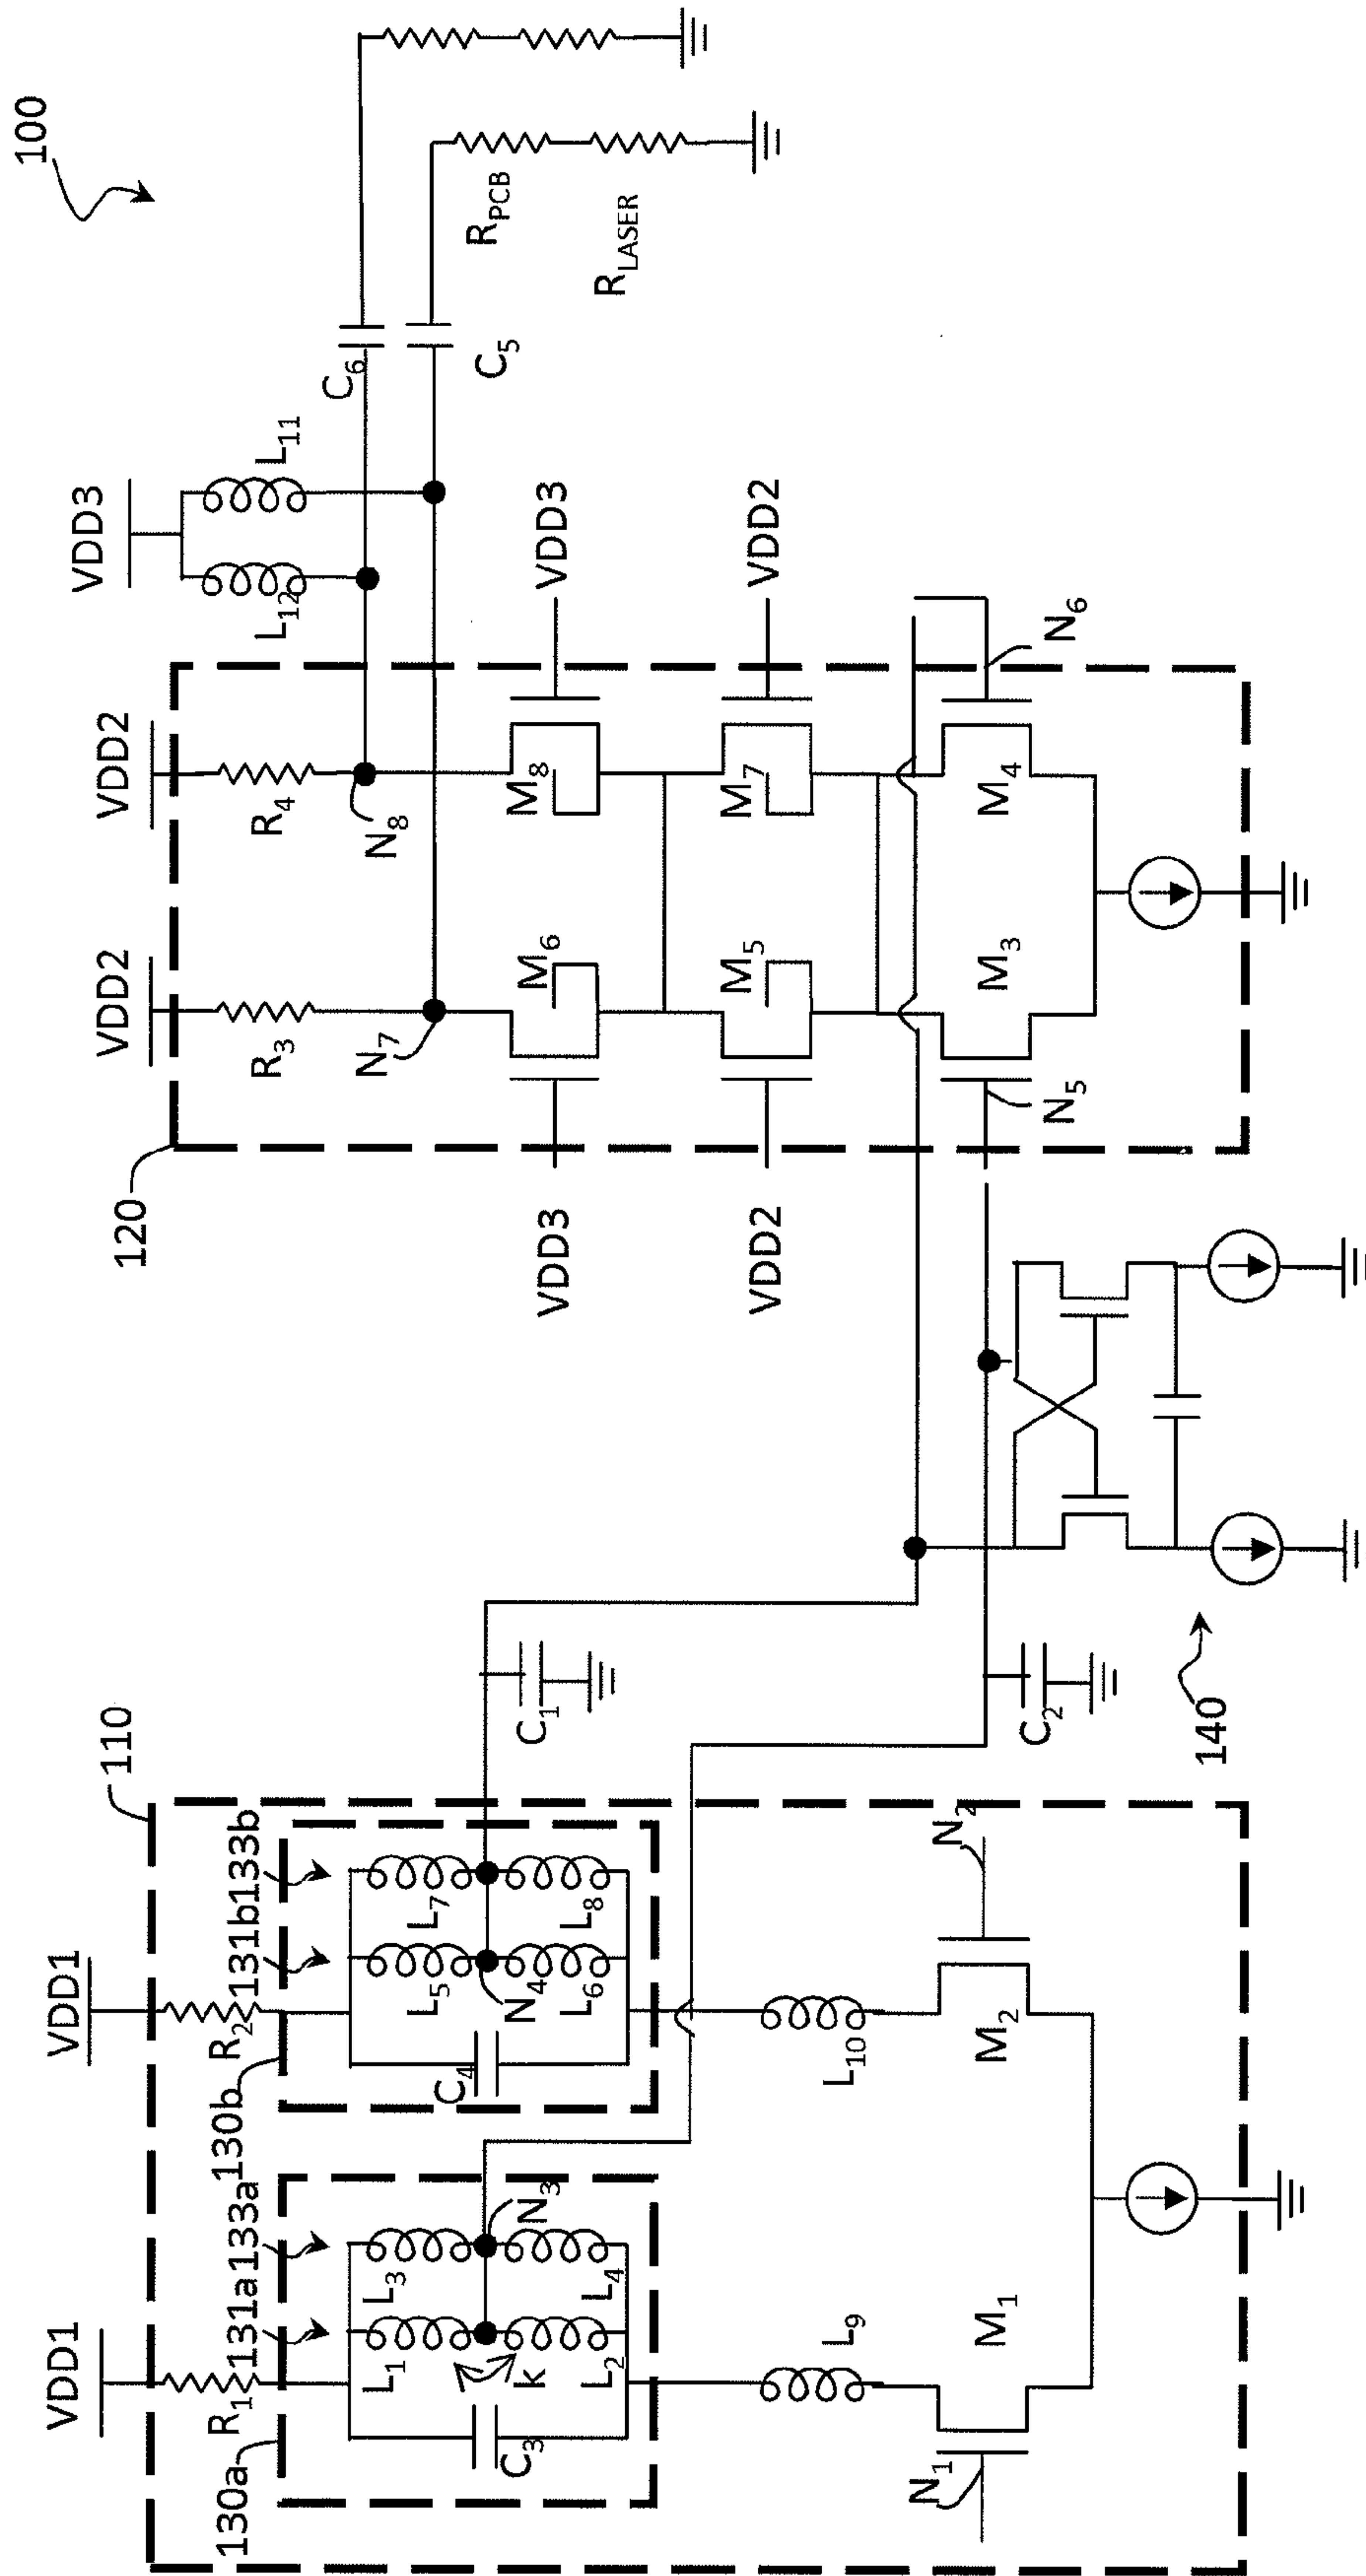 100
110
VDD1
VDD1
R1
R2
130a
131a
133a
130b
131b
133b
L1
L3
L2
L4
k
C3
N3
L5
L7
L6
L8
C4
N4
L9
L10
M1
M2
N1
N2
C1
C2
140
120
VDD2
VDD2
R3
R4
N7
N8
VDD3
L12
L11
C6
C5
RPCB
RLASER
M6
M8
VDD3
VDD3
M5
M7
VDD2
VDD2
M3
M4
N5
N6